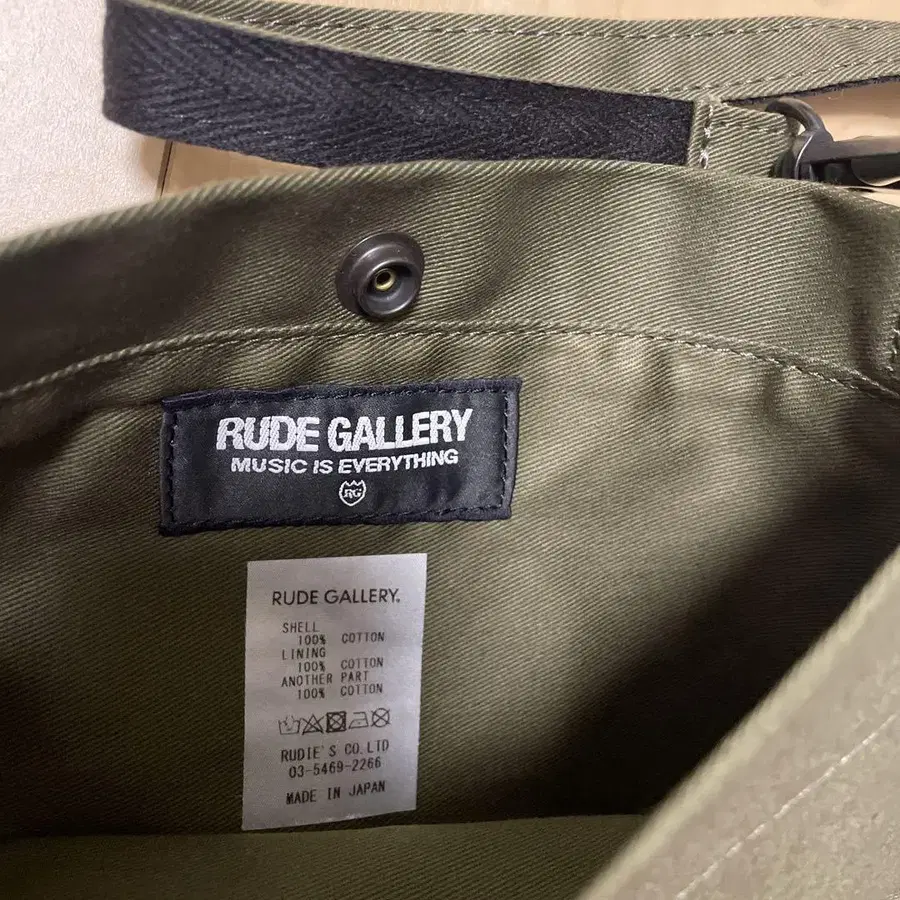 RUDE GALLERY
MUSIC IS EVERYTHING
RG
RUDE GALLERY.
SHELL
100% COTTON
LINING
100% COTTON
ANOTHER PART
100% COTTON
RUDIE'S CO.LTD
03-5469-2266
MADE IN JAPAN